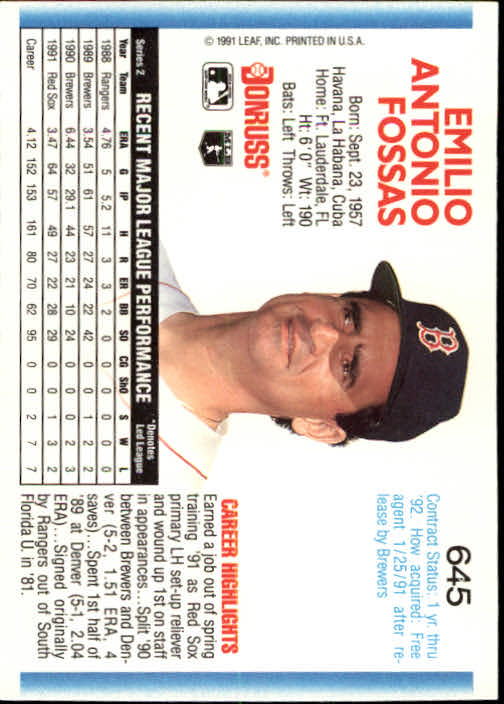 EMILIO
ANTONIO
FOSSAS
Born: Sept. 23, 1957
Havana, La Habana, Cuba
Home: Ft. Lauderdale, FL
Ht: 6'0" Wt: 190
Bats: Left Throws: Left
DONRUSS®
© 1991 LEAF, INC. PRINTED IN U.S.A.
B
645
Contract Status: 1 yr. thru
'92. How acquired: Free
agent 1/25/91 after re-
lease by Brewers
CAREER HIGHLIGHTS
Earned a job out of spring
training '91 as Red Sox
primary LH set-up reliever
and wound up 1st on staff
in appearances...Split '90
between Brewers and Den-
ver (5-2, 1.51 ERA, 4
saves)...Spent 1st half of
'89 at Denver (5-1, 2.04
ERA)...Signed originally
by Rangers out of South
Florida U. in '81.
Series 2 RECENT MAJOR LEAGUE PERFORMANCE *Denotes
Led League
Year Team ERA G IP H R ER BB SO CG ShO S W L
1988 Rangers 4.76 5 5.2 11 3 3 2 0 0 0 0 0 0
1989 Brewers 3.54 51 61 57 27 24 22 42 0 0 1 2 2
1990 Brewers 6.44 32 29.1 44 23 21 10 24 0 0 0 2 3
1991 Red Sox 3.47 64 57 49 27 22 28 29 0 0 1 3 2
Career 4.12 152 153 161 80 70 62 95 0 0 2 7 7